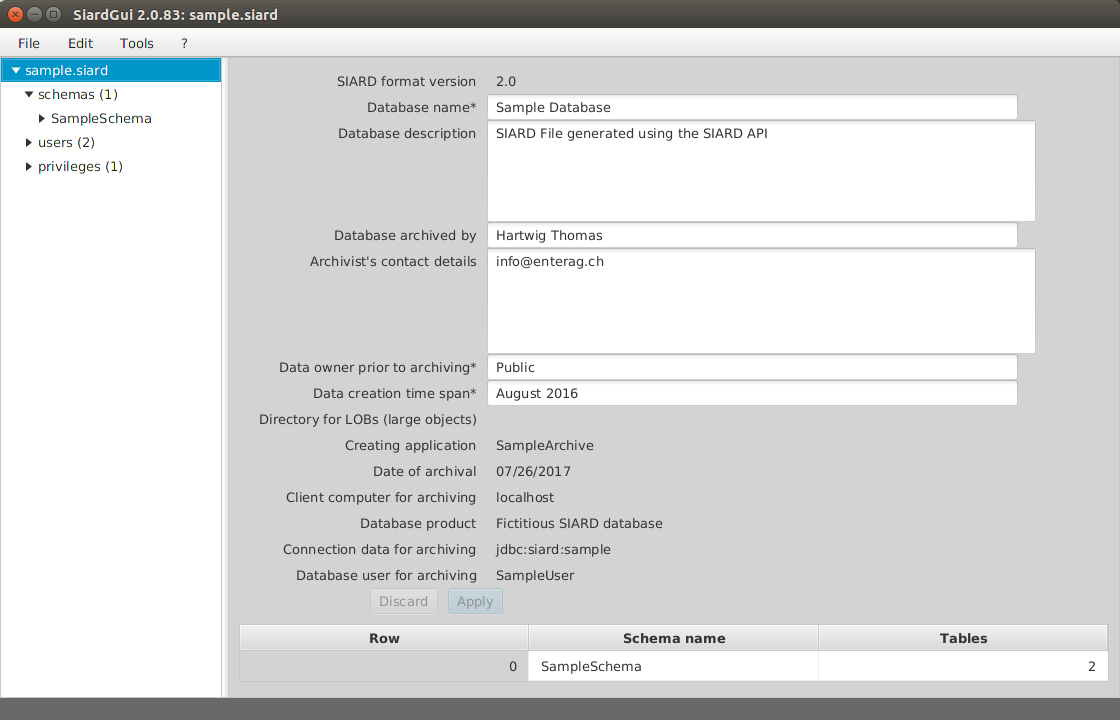 SiardGui 2.0.83: sample.siard
File Edit Tools ?
sample.siard
schemas (1)
SampleSchema
users (2)
privileges (1)
SIARD format version 2.0
Database name* Sample Database
Database description SIARD File generated using the SIARD API
Database archived by Hartwig Thomas
Archivist's contact details info@enterag.ch
Data owner prior to archiving* Public
Data creation time span* August 2016
Directory for LOBs (large objects)
Creating application SampleArchive
Date of archival 07/26/2017
Client computer for archiving localhost
Database product Fictitious SIARD database
Connection data for archiving jdbc:siard:sample
Database user for archiving SampleUser
Discard Apply
Row Schema name Tables
0 SampleSchema 2